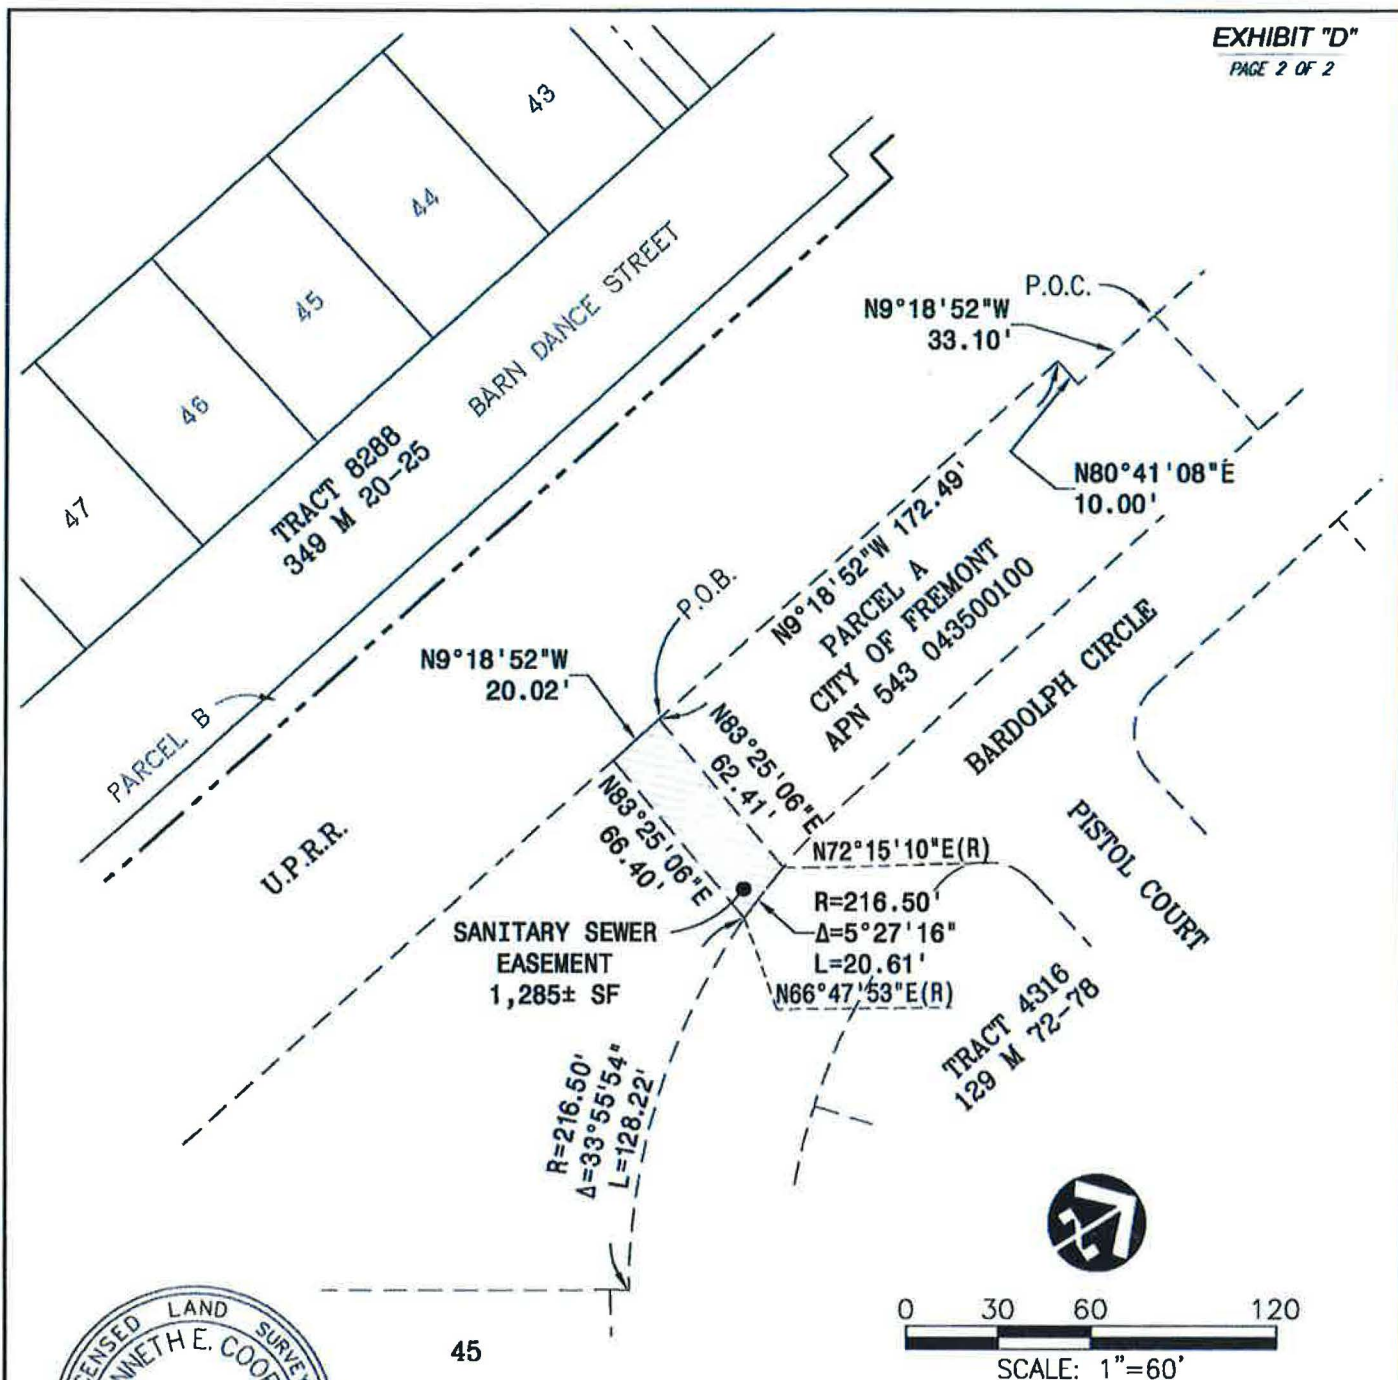 EXHIBIT "D"
PAGE 2 OF 2
43
44
45
46
47
BARN DANCE STREET
TRACT 8288
349 M 20-25
P.O.C.
N9°18'52"W
33.10'
N80°41'08"E
10.00'
N9°18'52"W 172.49'
PARCEL A
CITY OF FREMONT
APN 543 043500100
P.O.B.
N9°18'52"W
20.02'
BARDOLPH CIRCLE
PARCEL B
U.P.R.R.
N83°25'06"E
62.41'
N83°25'06"E
66.40'
PISTOL COURT
N72°15'10"E(R)
R=216.50'
Δ=5°27'16"
L=20.61'
N66°47'53"E(R)
SANITARY SEWER
EASEMENT
1,285± SF
TRACT 4316
129 M 72-78
R=216.50'
Δ=33°55'54"
L=128.22'
45
0 30 60 120
SCALE: 1"=60'
LAND